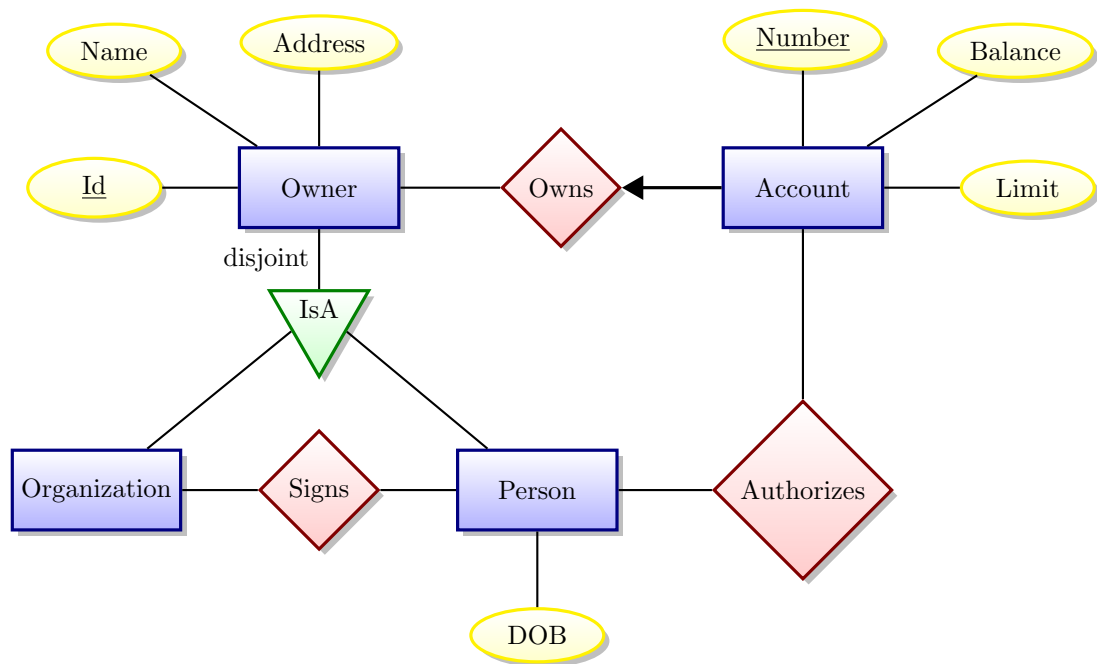 Name
Address
Number
Balance
Id
Owner
Owns
Account
Limit
disjoint
IsA
Organization
Signs
Person
Authorizes
DOB